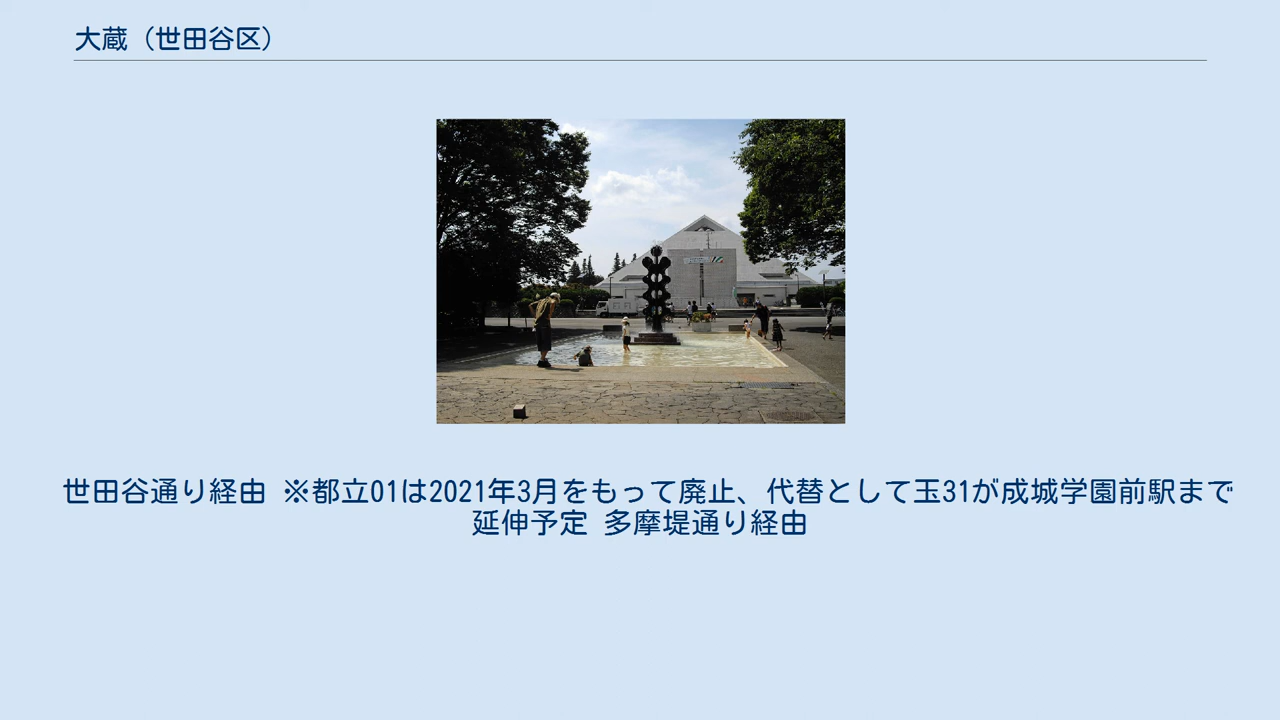 大蔵（世田谷区）
世田谷通り経由 ※都立01は2021年3月をもって廃止、代替として玉31が成城学園前駅まで
延伸予定 多摩堤通り経由